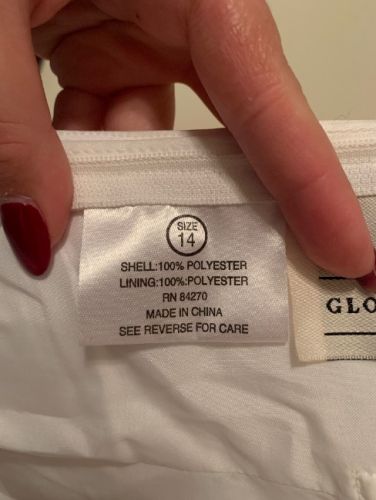 SIZE
14
SHELL:100% POLYESTER
LINING:100%:POLYESTER
RN 84270
MADE IN CHINA
SEE REVERSE FOR CARE
GLO